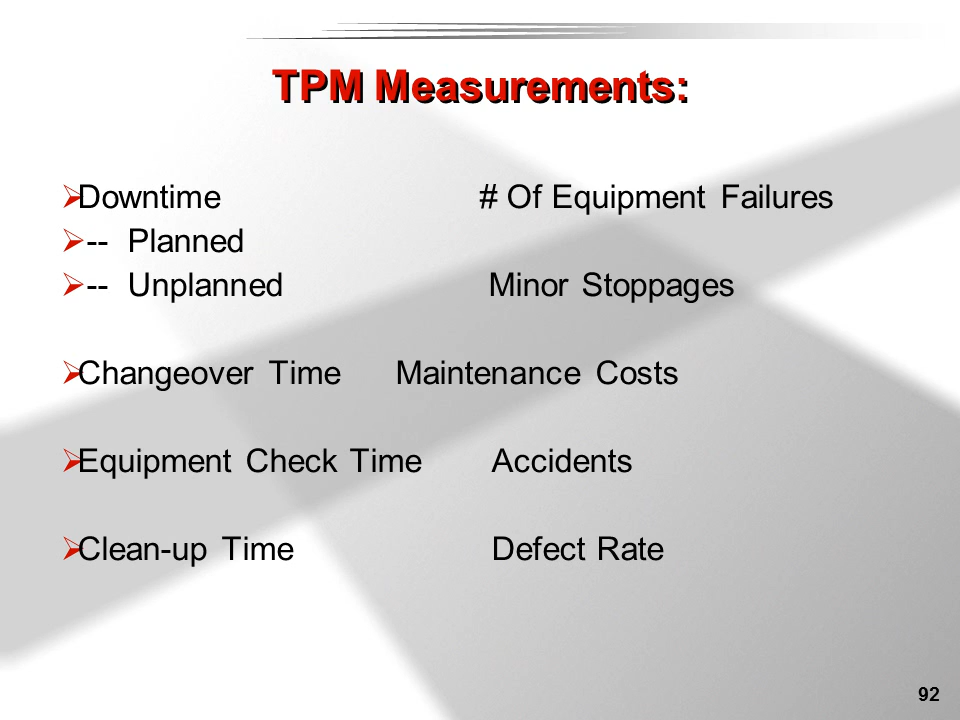 TPM Measurements:
Downtime # Of Equipment Failures
-- Planned
-- Unplanned Minor Stoppages
Changeover Time Maintenance Costs
Equipment Check Time Accidents
Clean-up Time Defect Rate
92